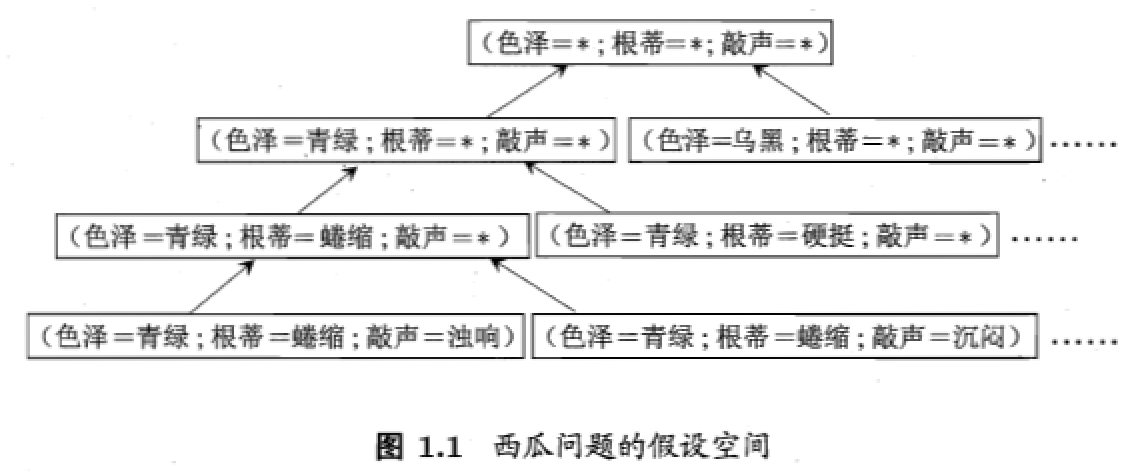 (色泽=*;根蒂=*;敲声=*)
(色泽=青绿;根蒂=*;敲声=*) (色泽=乌黑;根蒂=*;敲声=*) ……
(色泽=青绿;根蒂=蜷缩;敲声=*) (色泽=青绿;根蒂=硬挺;敲声=*) ……
(色泽=青绿;根蒂=蜷缩;敲声=浊响) (色泽=青绿;根蒂=蜷缩;敲声=沉闷) ……
图 1.1 西瓜问题的假设空间